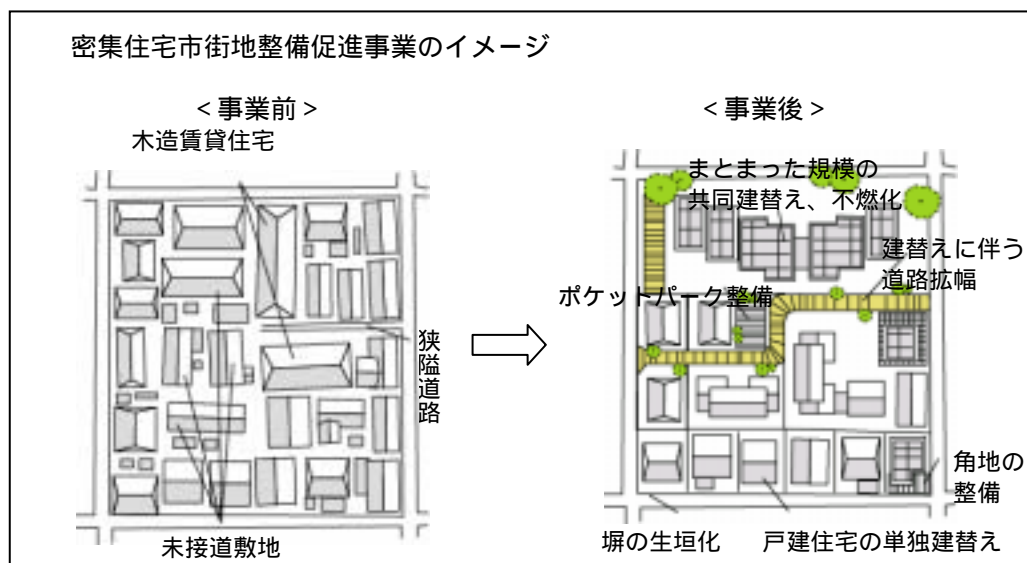 密集住宅市街地整備促進事業のイメージ
<事業前>
木造賃貸住宅
狭隘道路
未接道敷地
<事業後>
まとまった規模の
共同建替え、不燃化
建替えに伴う
道路拡幅
ポケットパーク整備
角地の
整備
塀の生垣化
戸建住宅の単独建替え